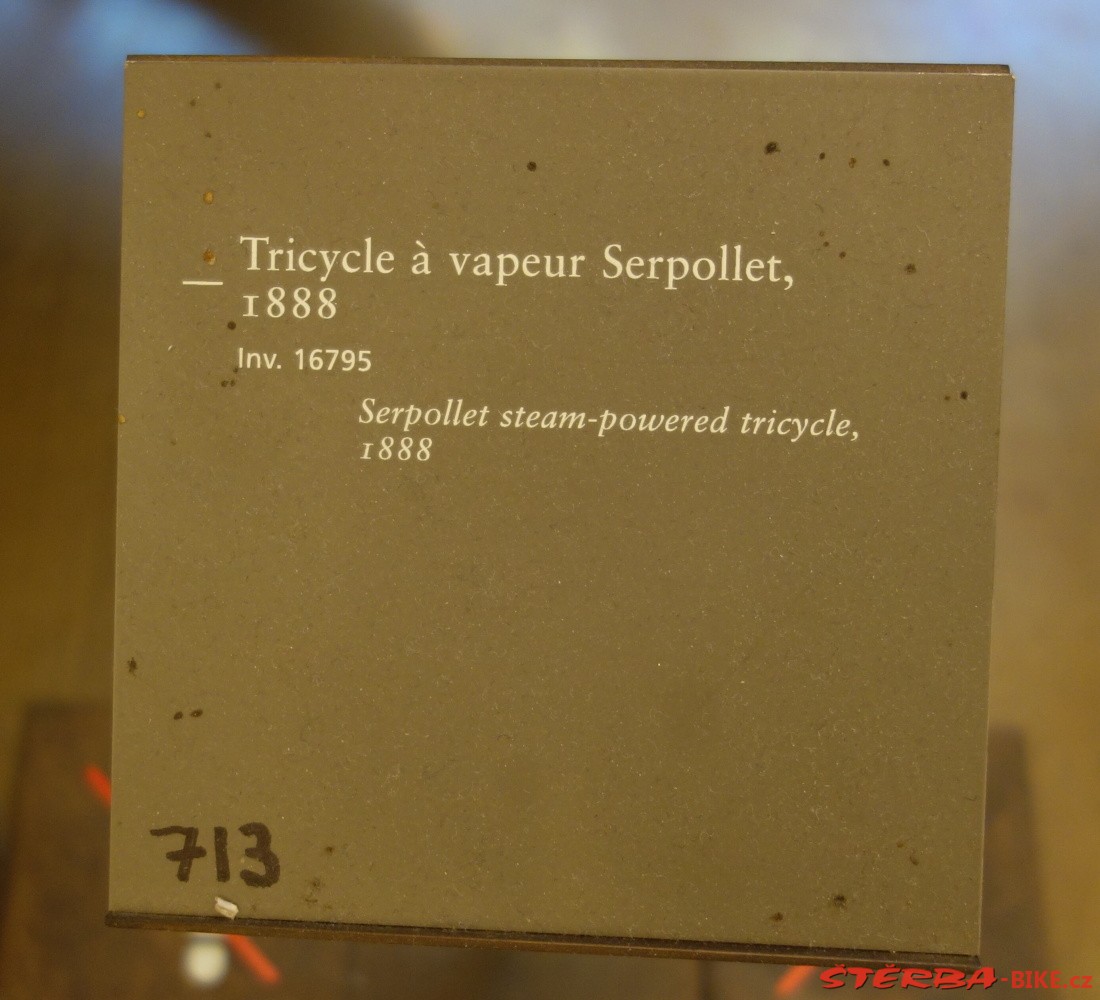 Tricycle à vapeur Serpollet,
1888
Inv. 16795
Serpollet steam-powered tricycle,
1888
713
ŠTĚRBA-BIKE.cz